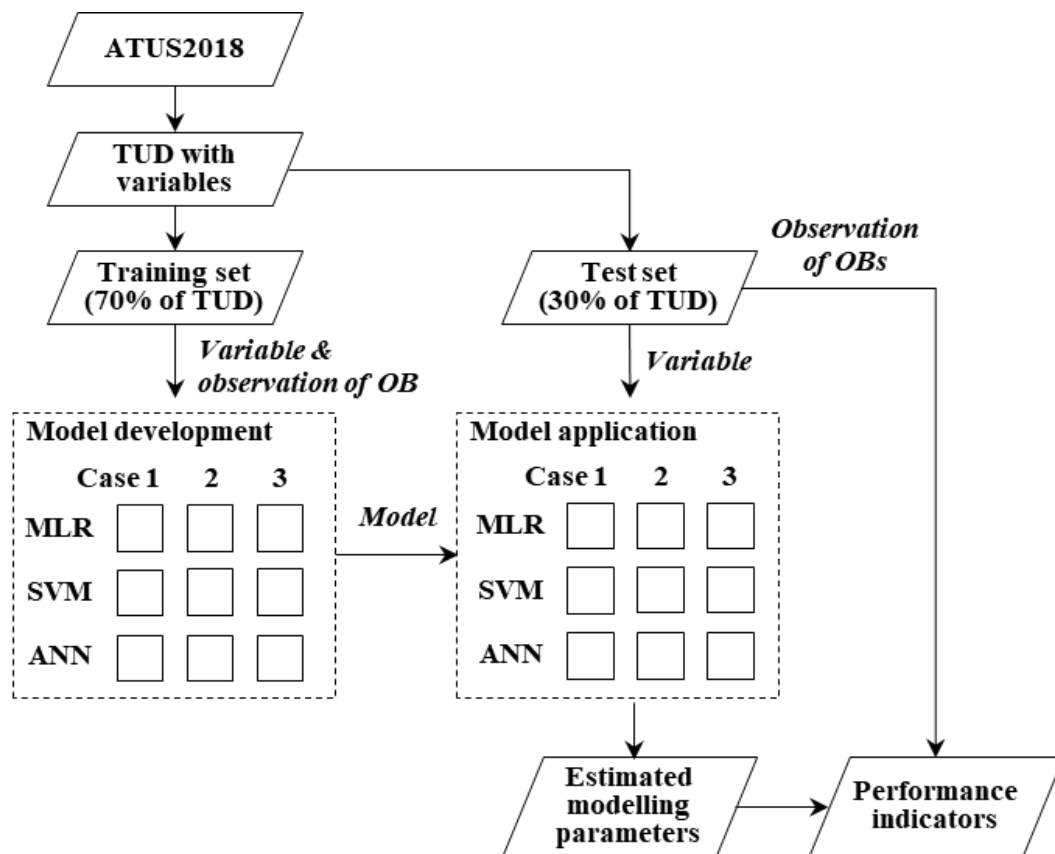 ATUS2018
TUD with
variables
Training set
(70% of TUD)
Test set
(30% of TUD)
Observation
of OBs
Variable &
observation of OB
Variable
Model development
Case 1 2 3
MLR
SVM
ANN
Model
Model application
Case 1 2 3
MLR
SVM
ANN
Estimated
modelling
parameters
Performance
indicators